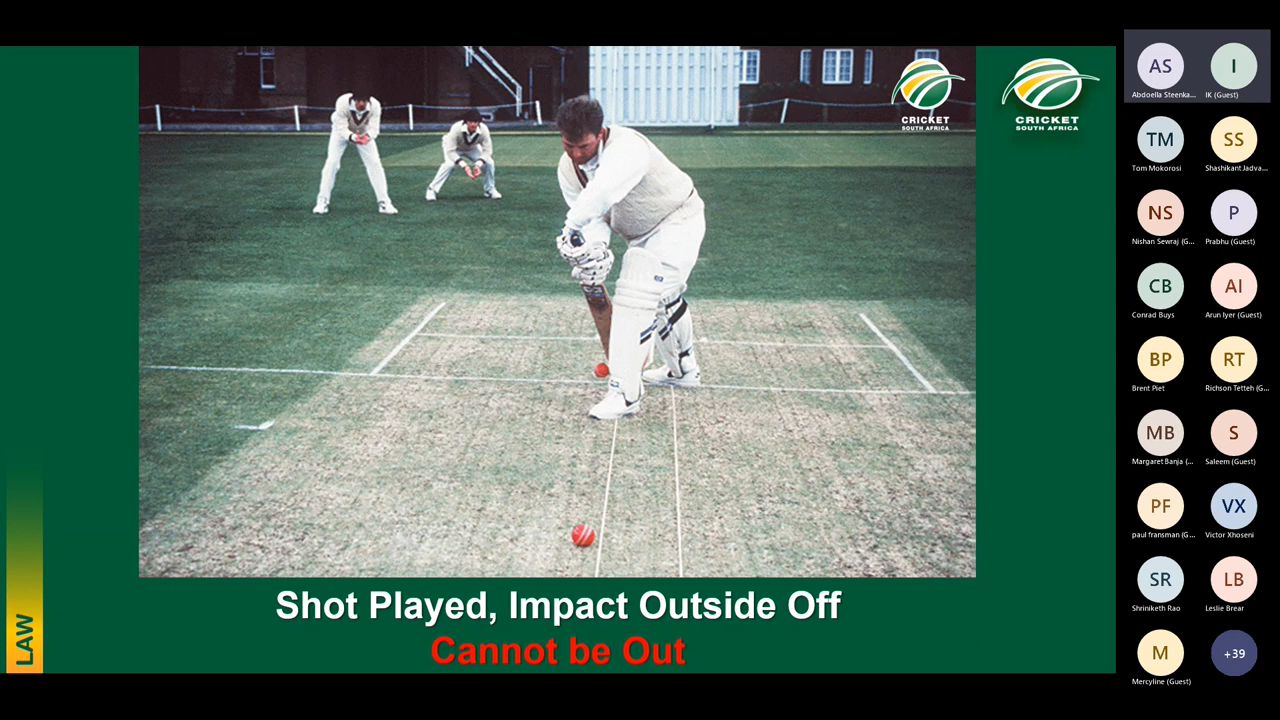 CRICKET
SOUTH AFRICA
CRICKET
SOUTH AFRICA
Shot Played, Impact Outside Off
Cannot be Out
LAW
AS
Abdoella Steenka...
I
IK (Guest)
TM
Tom Mokorosi
SS
Shashikant Jadva...
NS
Nishan Sewraj (G...
P
Prabhu (Guest)
CB
Conrad Buys
AI
Arun Iyer (Guest)
BP
Brent Piet
RT
Richson Tetteh (G...
MB
Margaret Banja (...
S
Saleem (Guest)
PF
paul fransman (G...
VX
Victor Xhoseni
SR
Shriniketh Rao
LB
Leslie Brear
M
Mercyline (Guest)
+39